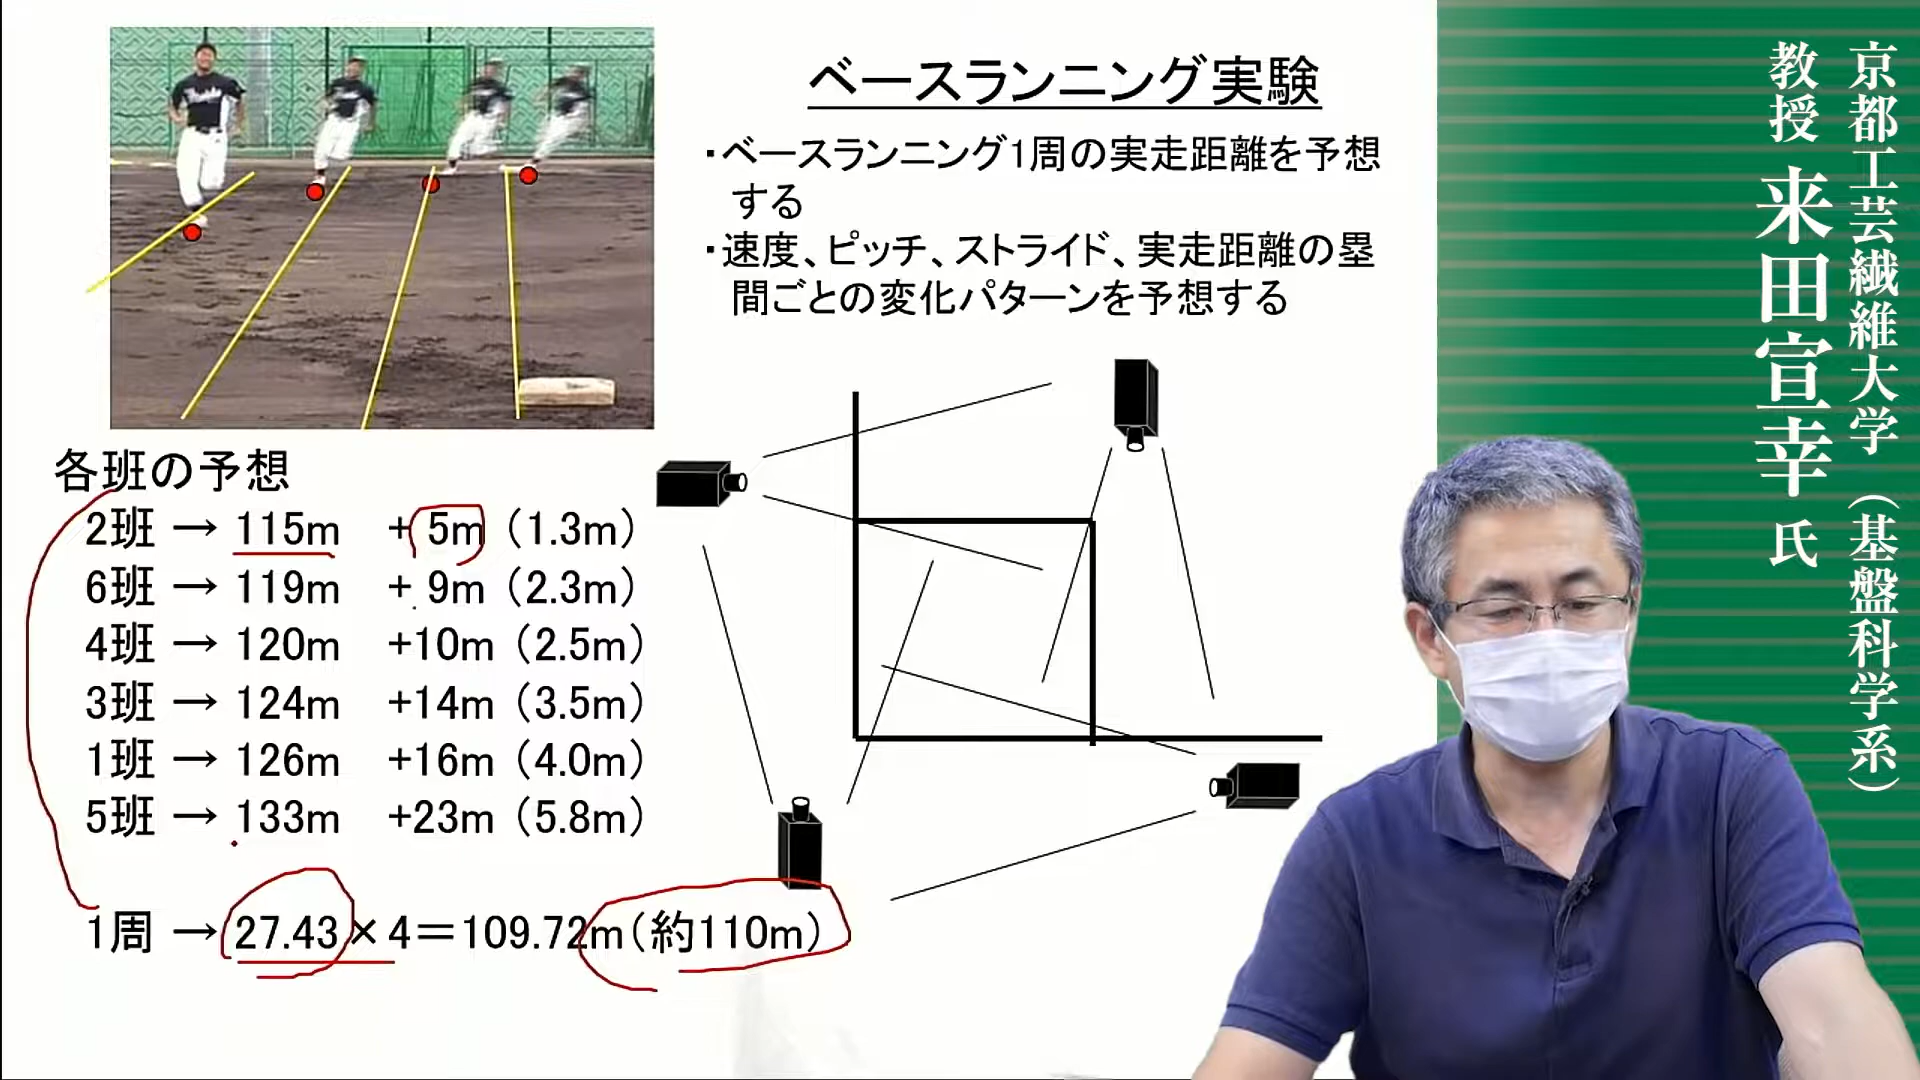 ベースランニング実験
・ベースランニング1周の実走距離を予想
する
・速度、ピッチ、ストライド、実走距離の塁
間ごとの変化パターンを予想する
各班の予想
2班 → 115m +5m（1.3m）
6班 → 119m +9m（2.3m）
4班 → 120m +10m（2.5m）
3班 → 124m +14m（3.5m）
1班 → 126m +16m（4.0m）
5班 → 133m +23m（5.8m）
1周 → 27.43×4＝109.72m（約110m）
京都工芸繊維大学（基盤科学系）
教授 来田宣幸 氏